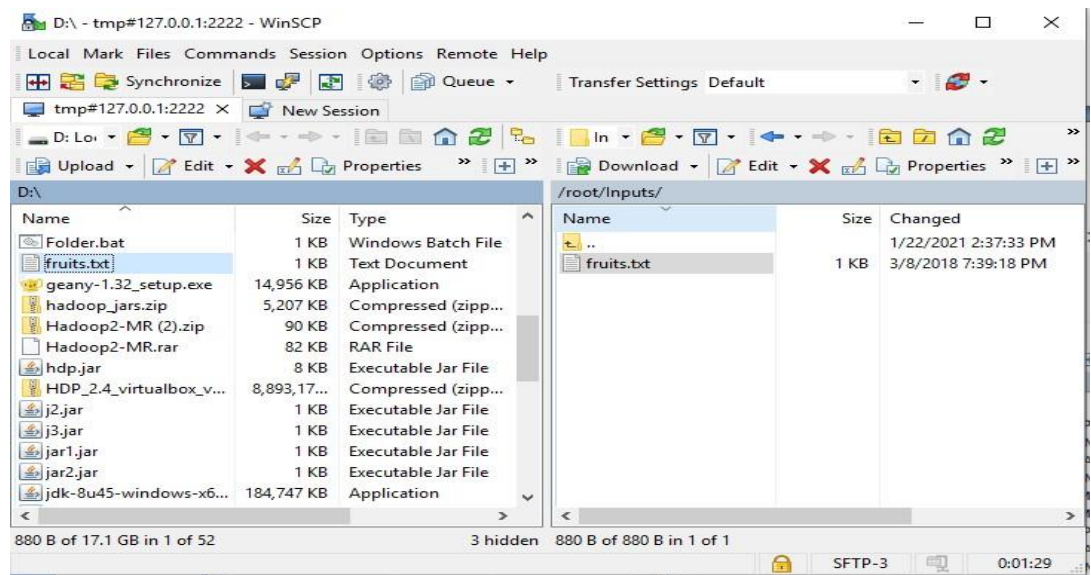 D:\ - tmp#127.0.0.1:2222 - WinSCP
Local Mark Files Commands Session Options Remote Help
Synchronize Queue Transfer Settings Default
tmp#127.0.0.1:2222 × New Session
D: Lo In
Upload Edit Properties » » Download Edit Properties » »
D:\ /root/Inputs/
Name Size Type Name Size Changed
Folder.bat 1 KB Windows Batch File .. 1/22/2021 2:37:33 PM
fruits.txt 1 KB Text Document fruits.txt 1 KB 3/8/2018 7:39:18 PM
geany-1.32_setup.exe 14,956 KB Application
hadoop_jars.zip 5,207 KB Compressed (zipp...
Hadoop2-MR (2).zip 90 KB Compressed (zipp...
Hadoop2-MR.rar 82 KB RAR File
hdp.jar 8 KB Executable Jar File
HDP_2.4_virtualbox_v... 8,893,17... Compressed (zipp...
j2.jar 1 KB Executable Jar File
j3.jar 1 KB Executable Jar File
jar1.jar 1 KB Executable Jar File
jar2.jar 1 KB Executable Jar File
jdk-8u45-windows-x6... 184,747 KB Application
880 B of 17.1 GB in 1 of 52 3 hidden 880 B of 880 B in 1 of 1
SFTP-3 0:01:29